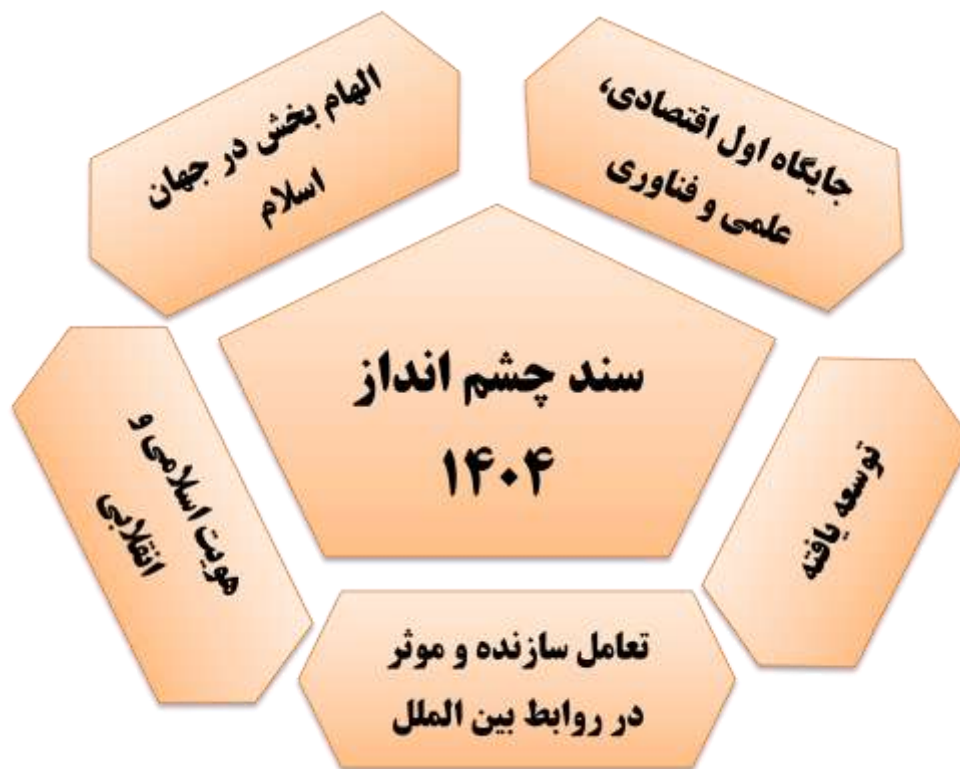 جایگاه اول اقتصادی،
علمی و فناوری
الهام بخش در جهان
اسلام
سند چشم انداز
۱۴۰۴
توسعه یافته
هویت اسلامی و
انقلابی
تعامل سازنده و موثر
در روابط بین الملل